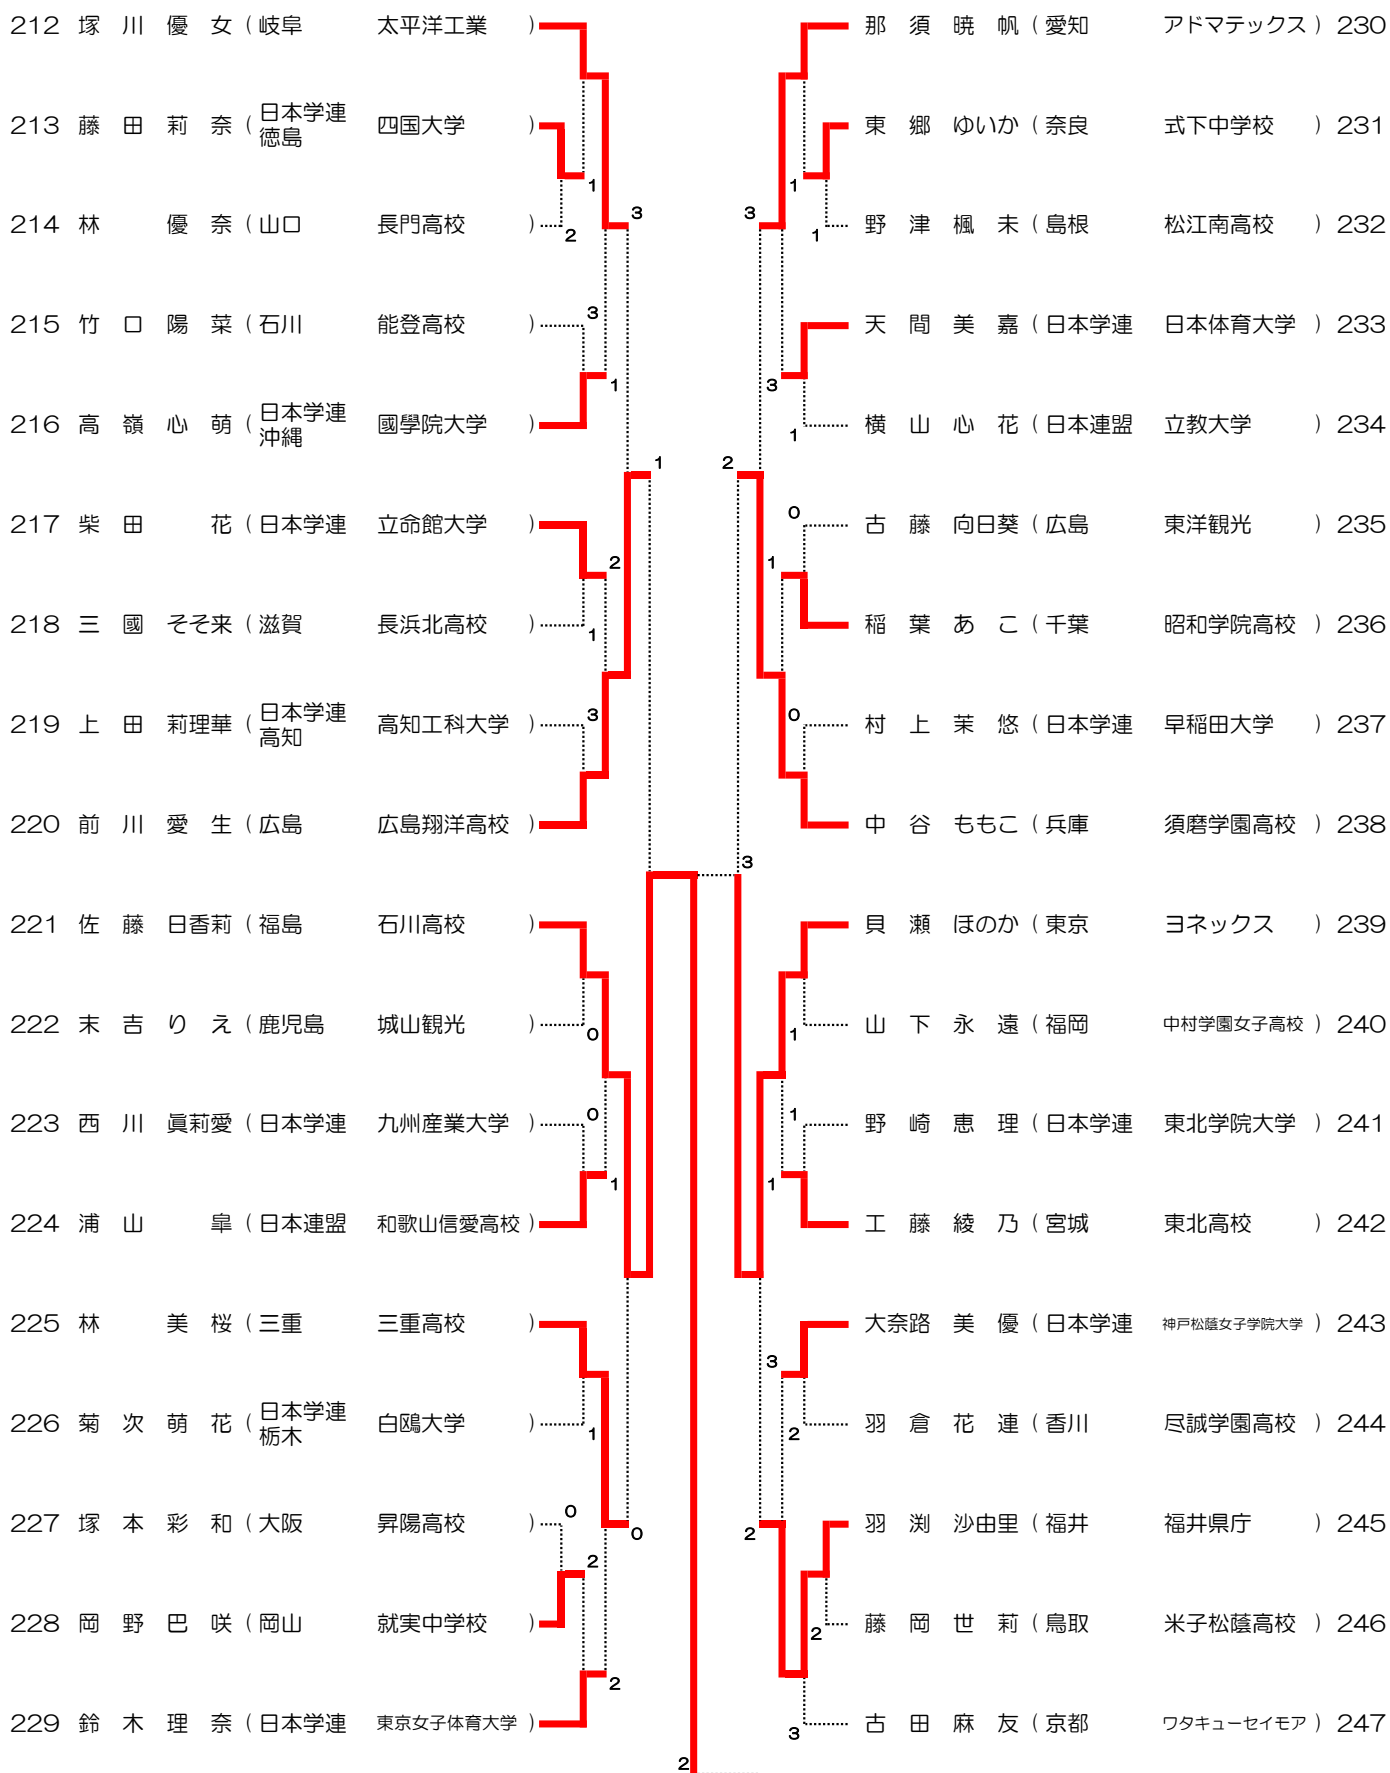 212 塚 川 優 女 ( 岐阜 太平洋工業 )
213 藤 田 莉 奈 ( 日本学連 徳島 四国大学 )
1
214 林 優 奈 ( 山口 長門高校 )
2
3
215 竹 口 陽 菜 ( 石川 能登高校 )
3
1
216 高 嶺 心 萌 ( 日本学連 沖縄 國學院大学 )
1
217 柴 田 花 ( 日本学連 立命館大学 )
2
218 三 國 そそ来 ( 滋賀 長浜北高校 )
1
219 上 田 莉理華 ( 日本学連 高知 高知工科大学 )
3
220 前 川 愛 生 ( 広島 広島翔洋高校 )
221 佐 藤 日香莉 ( 福島 石川高校 )
222 末 吉 り え ( 鹿児島 城山観光 )
0
223 西 川 眞莉愛 ( 日本学連 九州産業大学 )
0
1
224 浦 山 皐 ( 日本連盟 和歌山信愛高校 )
225 林 美 桜 ( 三重 三重高校 )
226 菊 次 萌 花 ( 日本学連 栃木 白鴎大学 )
1
227 塚 本 彩 和 ( 大阪 昇陽高校 )
0
0
2
228 岡 野 巴 咲 ( 岡山 就実中学校 )
2
229 鈴 木 理 奈 ( 日本学連 東京女子体育大学 )
2
那 須 暁 帆 ( 愛知 アドマテックス ) 230
東 郷 ゆいか ( 奈良 式下中学校 ) 231
1
3
野 津 楓 未 ( 島根 松江南高校 ) 232
1
天 間 美 嘉 ( 日本学連 日本体育大学 ) 233
3
横 山 心 花 ( 日本連盟 立教大学 ) 234
1
2
古 藤 向日葵 ( 広島 東洋観光 ) 235
0
1
稲 葉 あ こ ( 千葉 昭和学院高校 ) 236
村 上 茉 悠 ( 日本学連 早稲田大学 ) 237
0
中 谷 ももこ ( 兵庫 須磨学園高校 ) 238
3
貝 瀬 ほのか ( 東京 ヨネックス ) 239
山 下 永 遠 ( 福岡 中村学園女子高校 ) 240
1
野 崎 恵 理 ( 日本学連 東北学院大学 ) 241
1
1
工 藤 綾 乃 ( 宮城 東北高校 ) 242
大奈路 美 優 ( 日本学連 神戸松蔭女子学院大学 ) 243
3
羽 倉 花 連 ( 香川 尽誠学園高校 ) 244
2
羽 渕 沙由里 ( 福井 福井県庁 ) 245
2
藤 岡 世 莉 ( 鳥取 米子松蔭高校 ) 246
2
古 田 麻 友 ( 京都 ワタキューセイモア ) 247
3